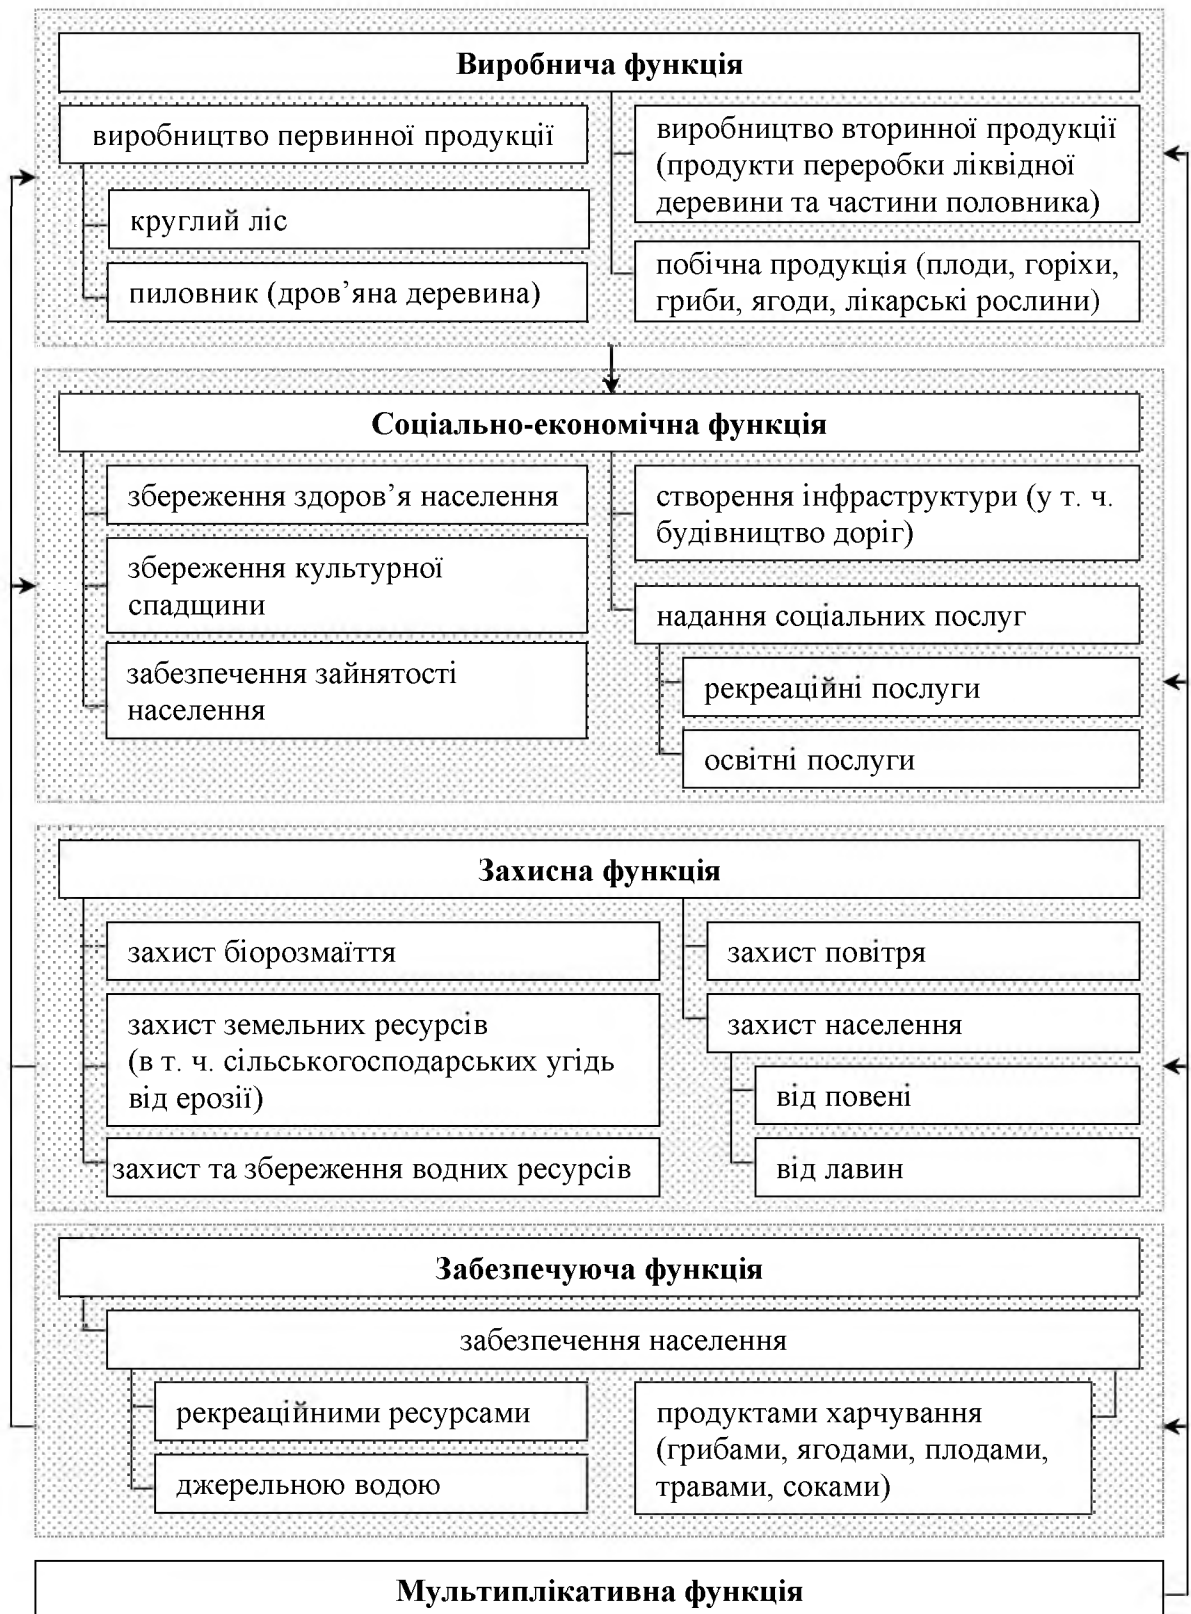 Виробнича функція
виробництво первинної продукції
круглий ліс
пиловник (дров’яна деревина)
виробництво вторинної продукції
(продукти переробки ліквідної
деревини та частини половника)
побічна продукція (плоди, горіхи,
гриби, ягоди, лікарські рослини)
Соціально-економічна функція
збереження здоров’я населення
збереження культурної
спадщини
забезпечення зайнятості
населення
створення інфраструктури (у т. ч.
будівництво доріг)
надання соціальних послуг
рекреаційні послуги
освітні послуги
Захисна функція
захист біорозмаїття
захист земельних ресурсів
(в т. ч. сільськогосподарських угідь
від ерозії)
захист та збереження водних ресурсів
захист повітря
захист населення
від повені
від лавин
Забезпечуюча функція
забезпечення населення
рекреаційними ресурсами
джерельною водою
продуктами харчування
(грибами, ягодами, плодами,
травами, соками)
Мультиплікативна функція